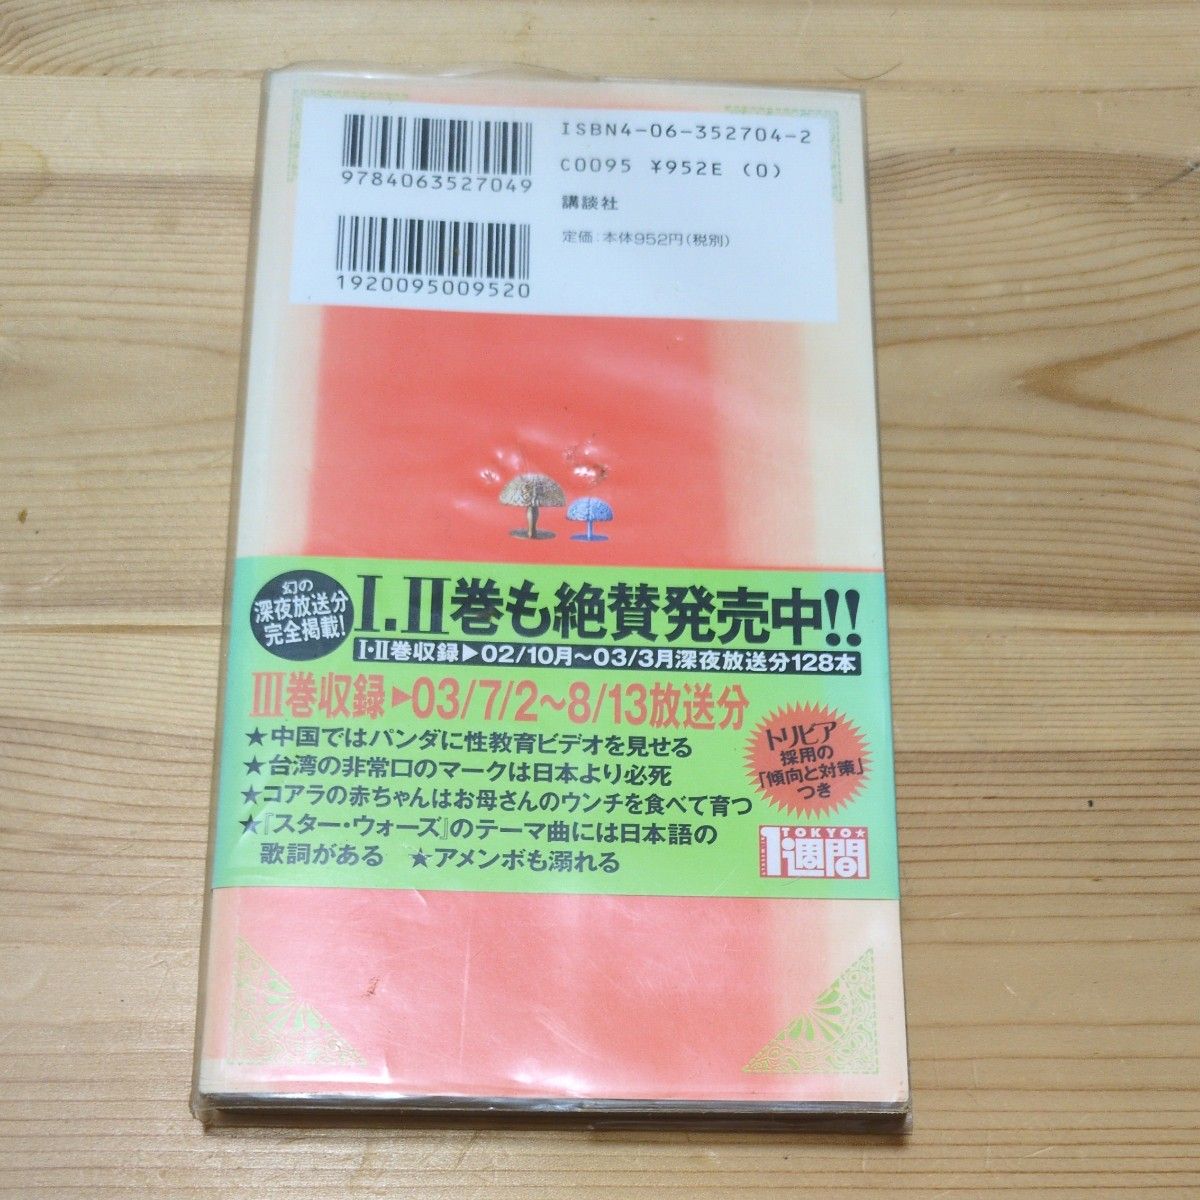 ISBN4-06-352704-2
C0095 ¥952E (0)
講談社
定価:本体952円(税別)
9784063527049
1920095009520
幻の
深夜放送分
完全掲載!
I.II巻も絶賛発売中!!
I・II巻収録▶02/10月〜03/3月深夜放送分128本
III巻収録▶03/7/2〜8/13放送分
★中国ではパンダに性教育ビデオを見せる
★台湾の非常口のマークは日本より必死
★コアラの赤ちゃんはお母さんのウンチを食べて育つ
★『スター・ウォーズ』のテーマ曲には日本語の
歌詞がある ★アメンボも溺れる
トリビア
採用の
「傾向と対策」
つき
TOKYO★
1週間